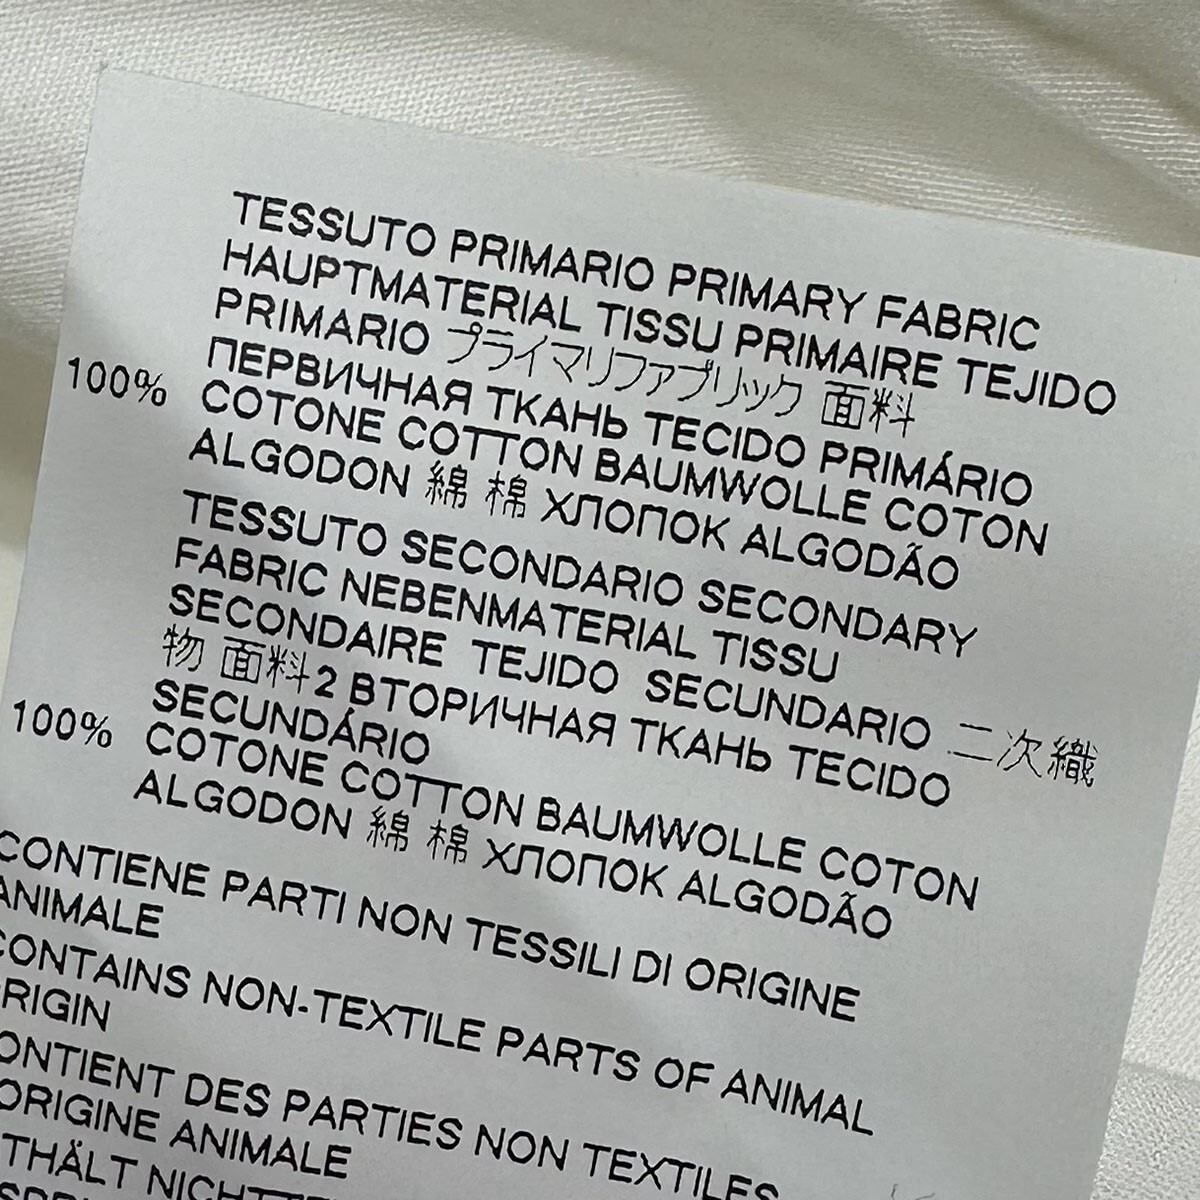 TESSUTO PRIMARIO PRIMARY FABRIC
HAUPTMATERIAL TISSU PRIMAIRE TEJIDO
PRIMARIO プライマリファブリック 面料
ПЕРВИЧНАЯ ТКАНЬ TECIDO PRIMÁRIO
100% COTONE COTTON BAUMWOLLE COTON
ALGODON 綿 棉 ХЛОПОК ALGODÃO
TESSUTO SECONDARIO SECONDARY
FABRIC NEBENMATERIAL TISSU
SECONDAIRE TEJIDO SECUNDARIO 二次織
物 面料2 ВТОРИЧНАЯ ТКАНЬ TECIDO
SECUNDÁRIO
100% COTONE COTTON BAUMWOLLE COTON
ALGODON 綿 棉 ХЛОПОК ALGODÃO
CONTIENE PARTI NON TESSILI DI ORIGINE
ANIMALE
CONTAINS NON-TEXTILE PARTS OF ANIMAL
RIGIN
ONTIENT DES PARTIES NON TEXTILES
ORIGINE ANIMALE
THÄLT